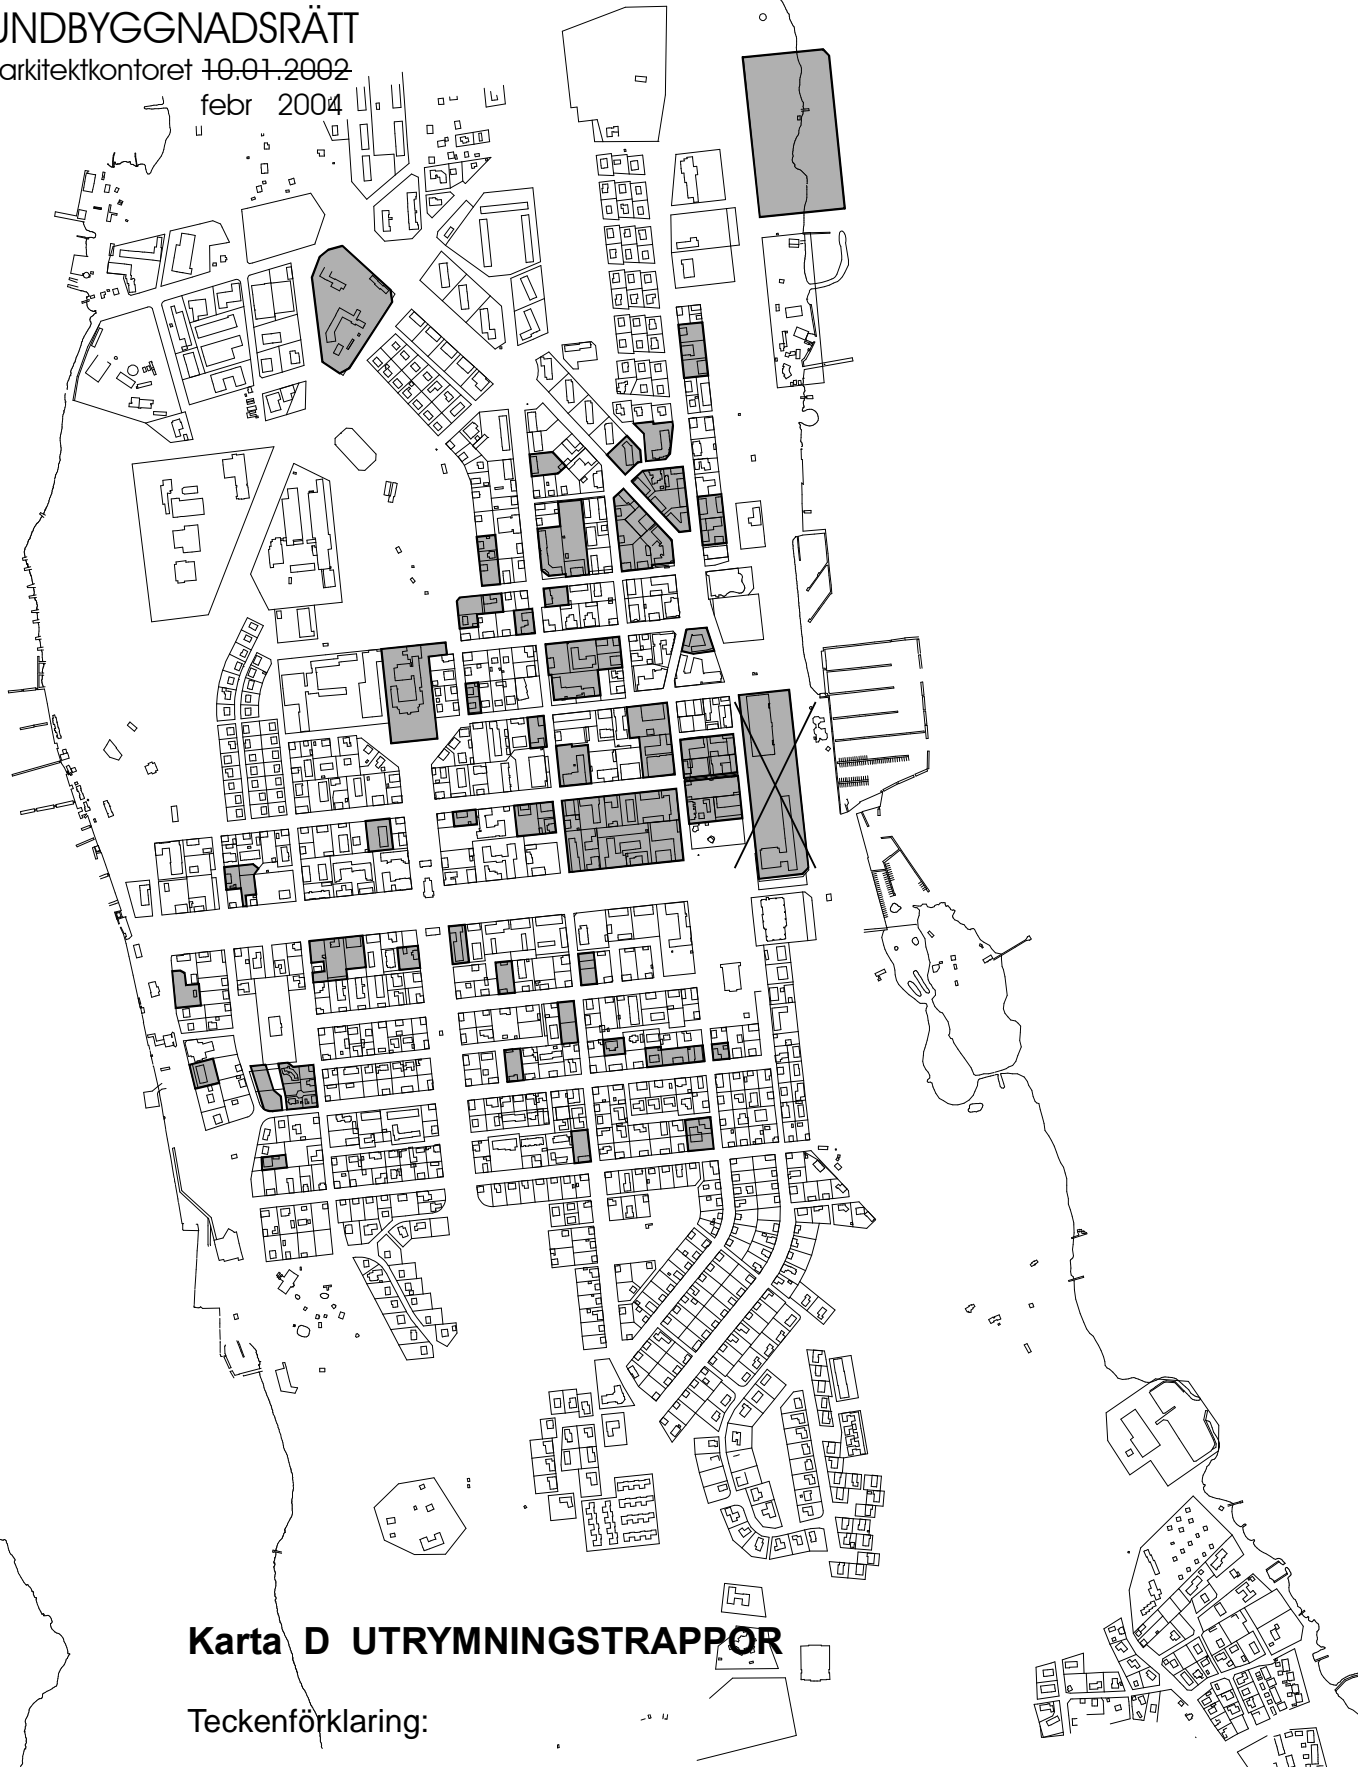 UNDBYGGNADSRÄTT
arkitektkontoret 10.01.2002
febr 2004
Karta D UTRYMNINGSTRAPPOR
Teckenförklaring: